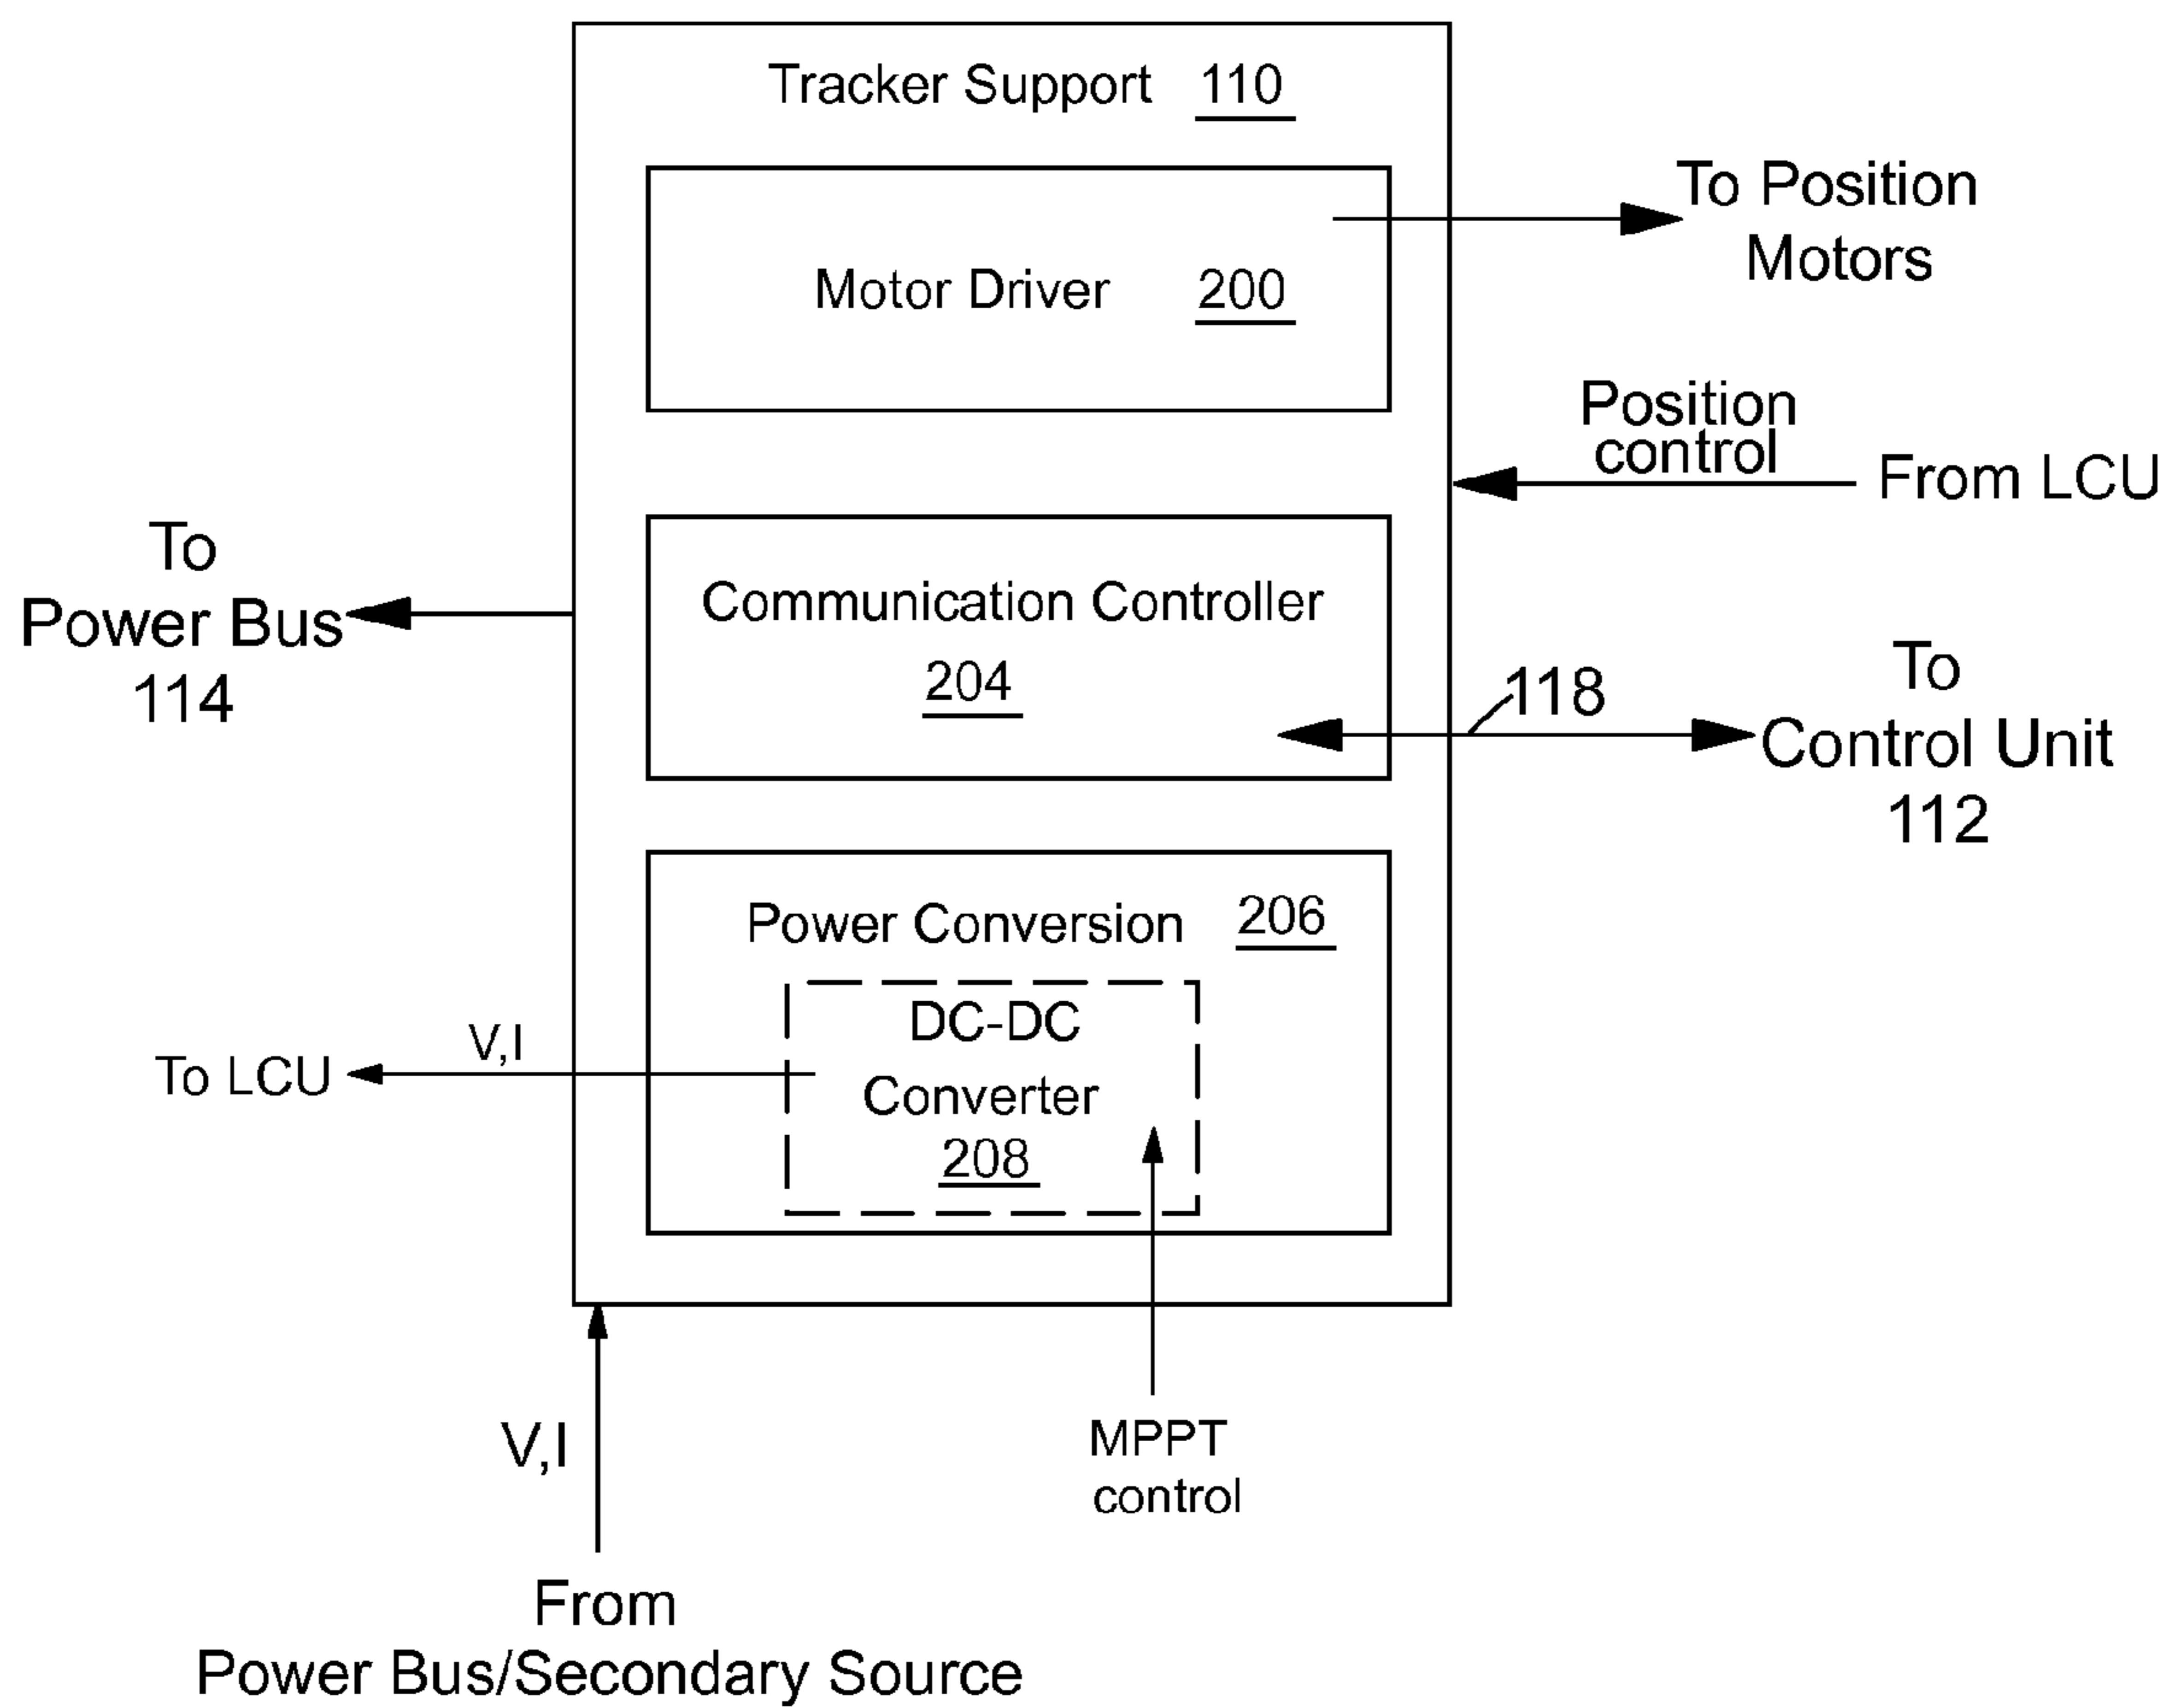 Tracker Support 110
To Position
Motors
Motor Driver 200
Position
control
From LCU
To
Power Bus
114
Communication Controller
204
118
To
Control Unit
112
Power Conversion 206
DC-DC
Converter
208
V,I
To LCU
MPPT
control
V,I
From
Power Bus/Secondary Source